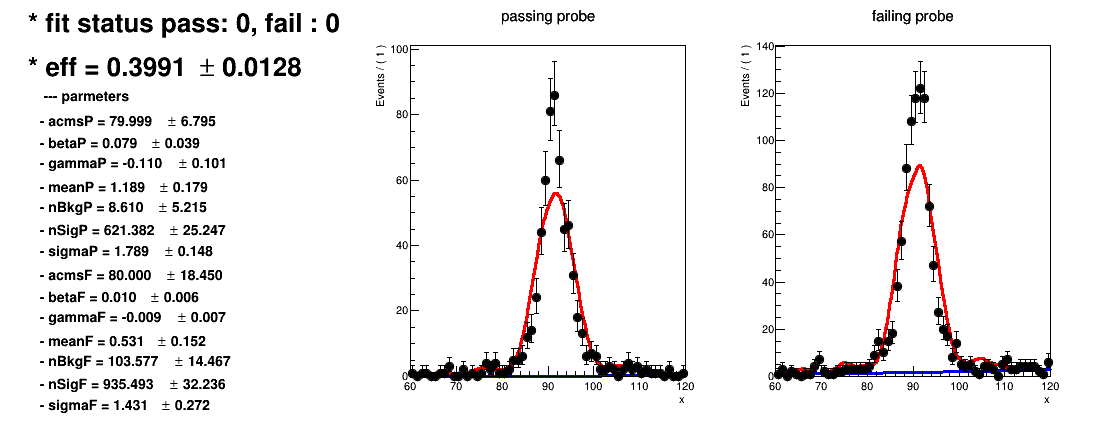 * fit status pass: 0, fail : 0
* eff = 0.3991 ± 0.0128
--- parmeters
- acmsP = 79.999 ± 6.795
- betaP = 0.079 ± 0.039
- gammaP = -0.110 ± 0.101
- meanP = 1.189 ± 0.179
- nBkgP = 8.610 ± 5.215
- nSigP = 621.382 ± 25.247
- sigmaP = 1.789 ± 0.148
- acmsF = 80.000 ± 18.450
- betaF = 0.010 ± 0.006
- gammaF = -0.009 ± 0.007
- meanF = 0.531 ± 0.152
- nBkgF = 103.577 ± 14.467
- nSigF = 935.493 ± 32.236
- sigmaF = 1.431 ± 0.272
passing probe
Events / ( 1 )
100
80
60
40
20
0
60 70 80 90 100 110 120
x
failing probe
Events / ( 1 )
140
120
100
80
60
40
20
0
60 70 80 90 100 110 120
x